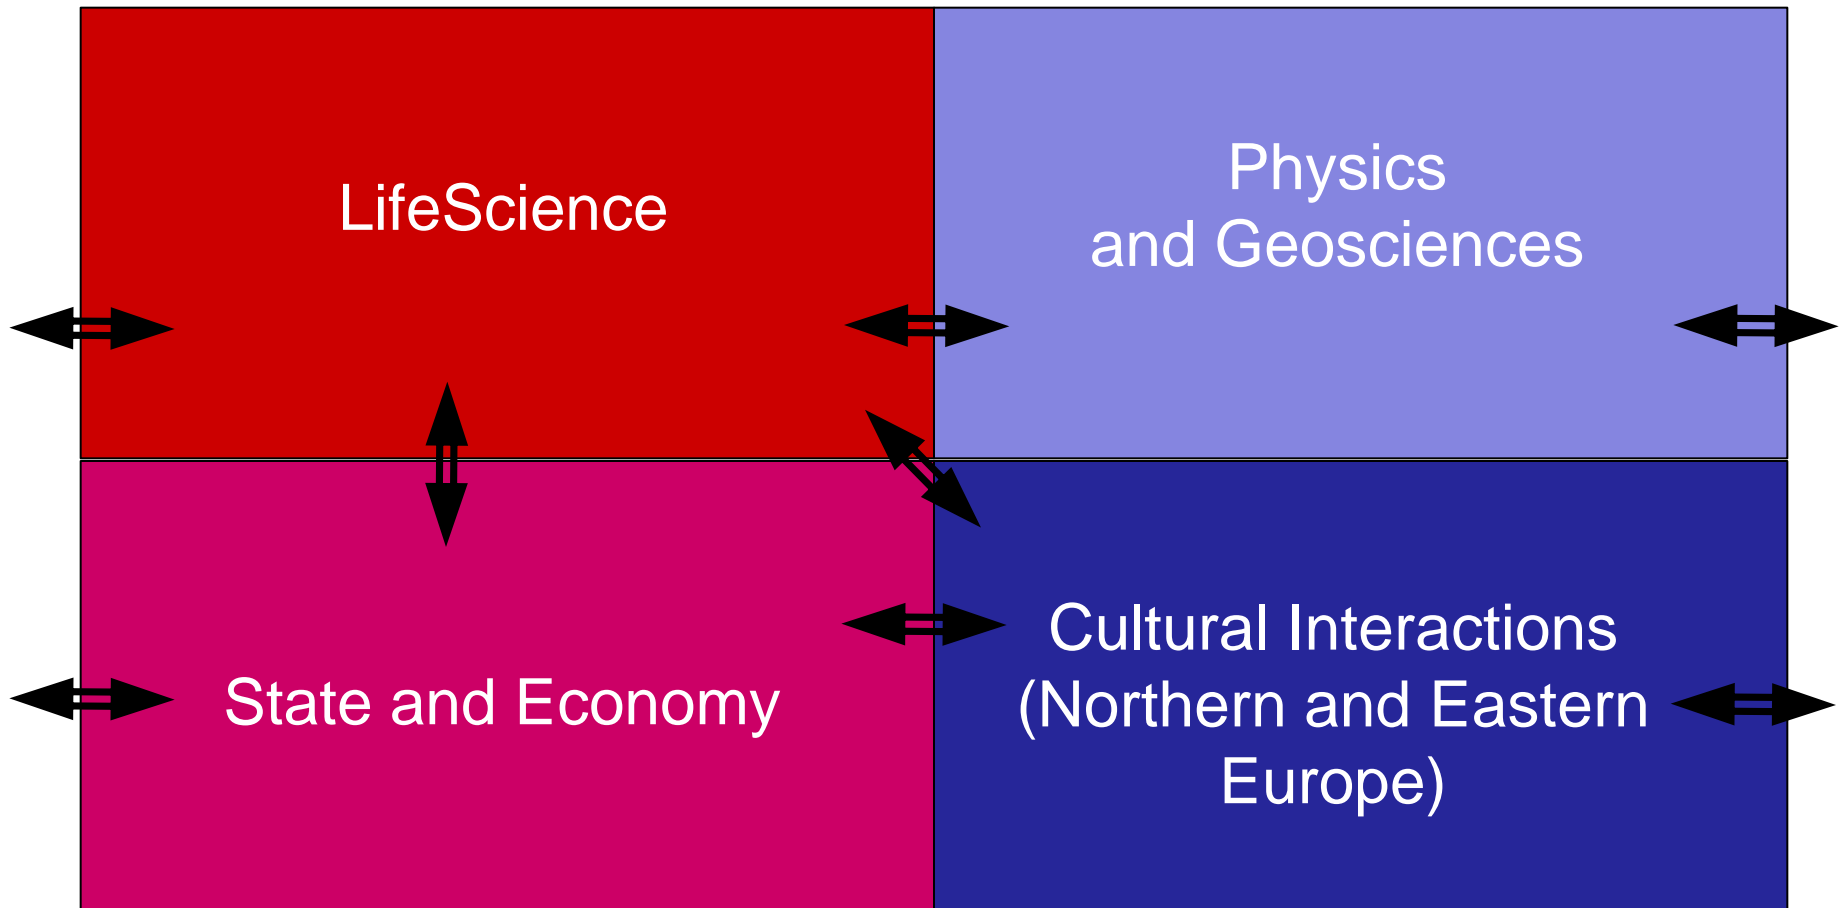 LifeScience
Physics
and Geosciences
State and Economy
Cultural Interactions
(Northern and Eastern
Europe)